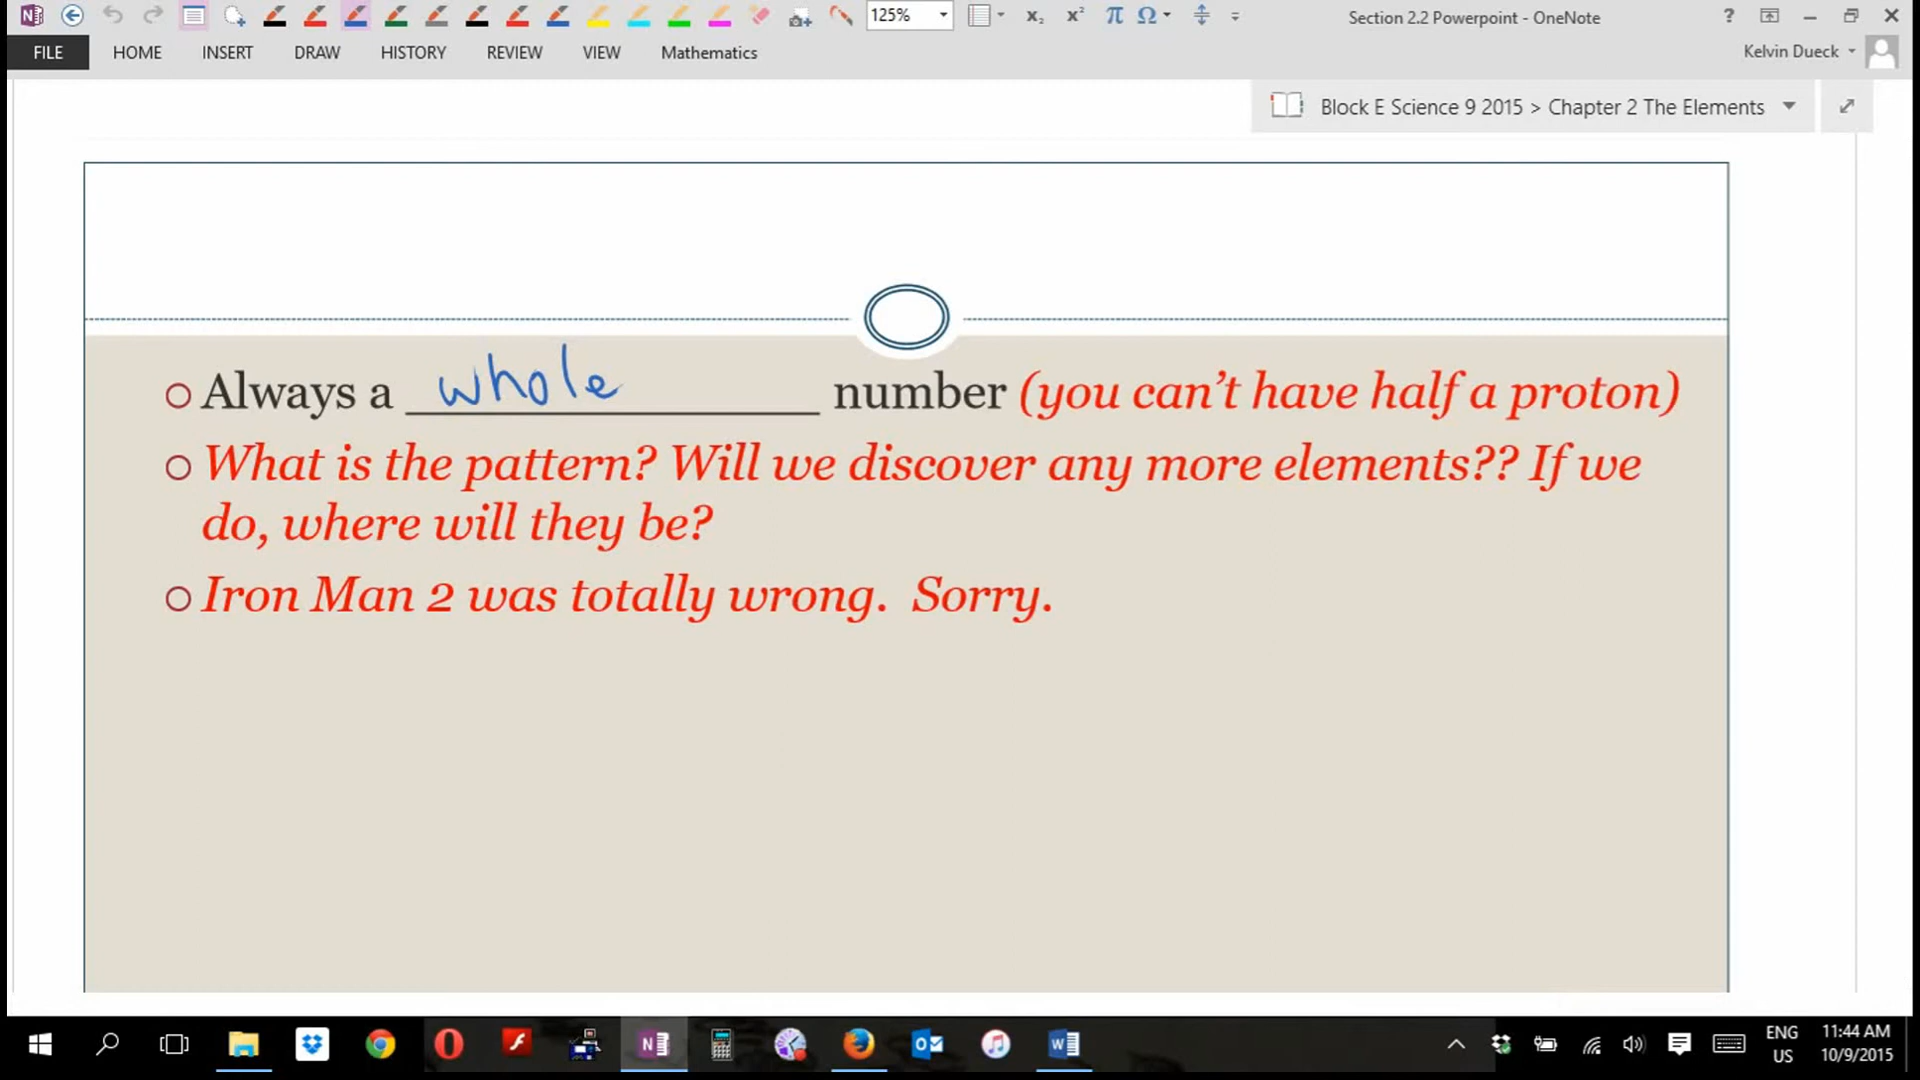 125%
Section 2.2 Powerpoint - OneNote
FILE HOME INSERT DRAW HISTORY REVIEW VIEW Mathematics
Kelvin Dueck
Block E Science 9 2015 > Chapter 2 The Elements
Always a whole number (you can't have half a proton)
What is the pattern? Will we discover any more elements?? If we
do, where will they be?
Iron Man 2 was totally wrong. Sorry.
ENG
US
11:44 AM
10/9/2015